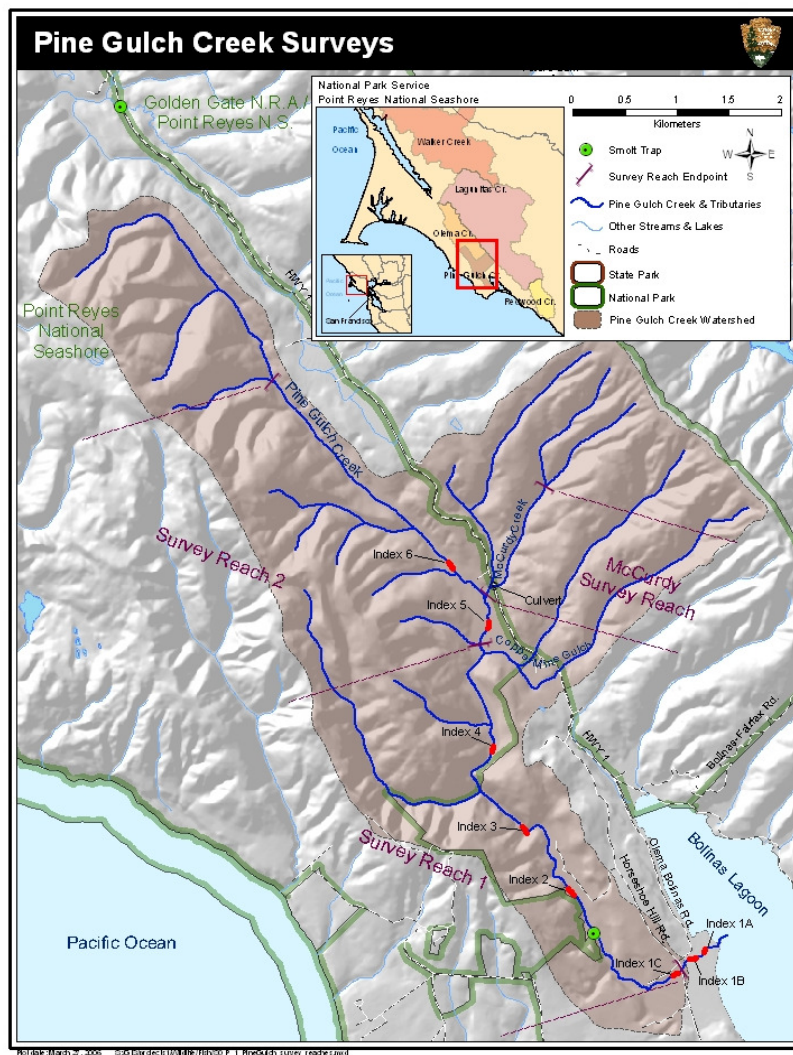 Pine Gulch Creek Surveys
Golden Gate N.R.A./
Point Reyes N.S.
National Park Service
Point Reyes National Seashore
Pacific
Ocean
Walker Creek
Lagunitas Cr.
Olema Cr.
Pine Gulch Cr.
Redwood Cr.
San Francisco
0 0.5 1 2
Kilometers
N
W E
S
Smolt Trap
Survey Reach Endpoint
Pine Gulch Creek & Tributaries
Other Streams & Lakes
Roads
State Park
National Park
Pine Gulch Creek Watershed
HWY 1
Point Reyes
National
Seashore
Pine Gulch Creek
McCurdy Creek
Survey Reach 2
Index 6
McCurdy
Survey Reach
Culvert
Index 5
Copper Mine Gulch
Index 4
HWY 1
Bolinas-Fairfax Rd.
Index 3
Survey Reach 1
Olema Bolinas Rd.
Horseshoe Hill Rd.
Bolinas Lagoon
Index 2
Pacific Ocean
Index 1A
Index 1C
Index 1B